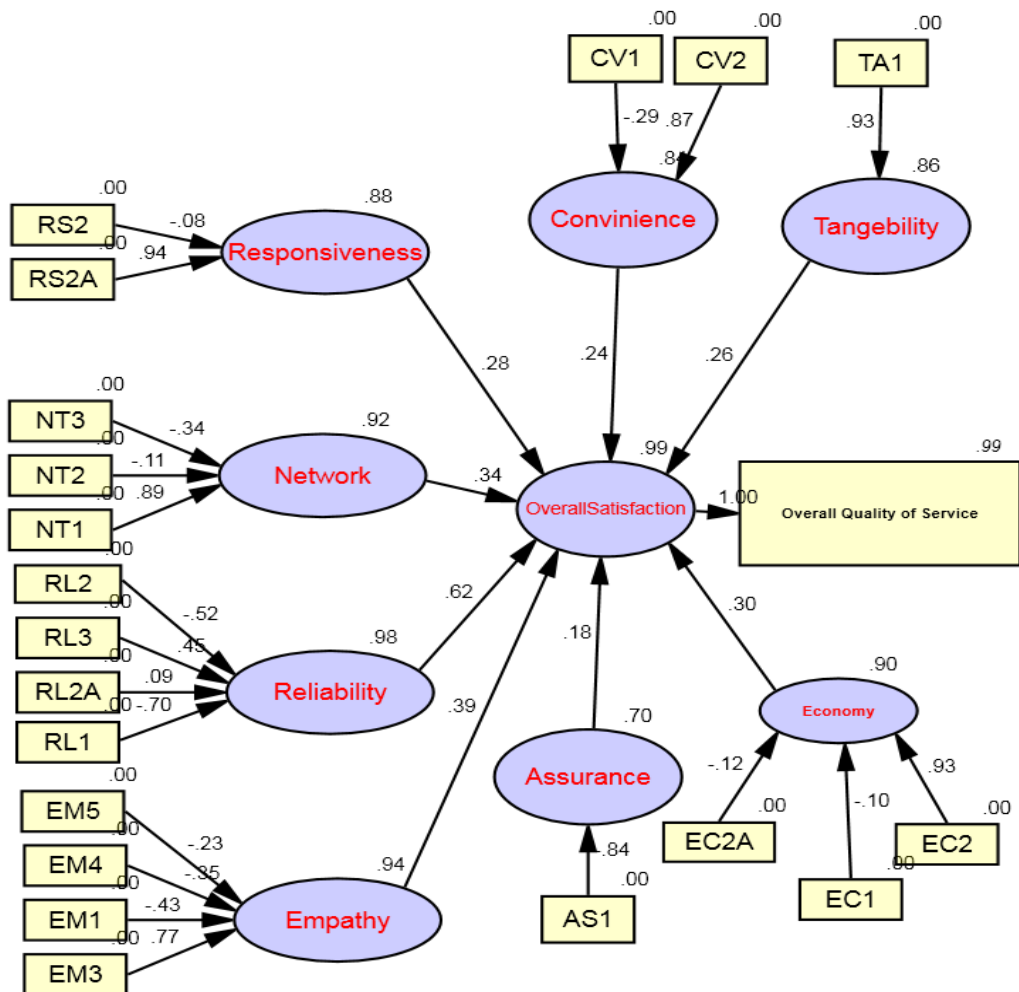 .00
.00
.00
CV1
CV2
TA1
-.29
.87
.93
.84
.86
.00
.88
RS2
-.08
.00
Responsiveness
Convinience
Tangebility
RS2A
.94
.28
.24
.26
.00
NT3
-.34
.92
.00
NT2
-.11
Network
.34
.00
NT1
.89
.99
.99
OverallSatisfaction
1.00
Overall Quality of Service
.00
RL2
-.52
.00
RL3
.45
.98
.62
.00
RL2A
.09
Reliability
.00
RL1
-.70
.39
.18
.30
.70
.90
Economy
Assurance
.00
EM5
-.23
.00
EM4
-.35
.94
.00
EM1
-.43
Empathy
.00
EM3
.77
-.84
.00
AS1
-.12
.00
EC2A
-.10
.00
EC1
.93
.00
EC2